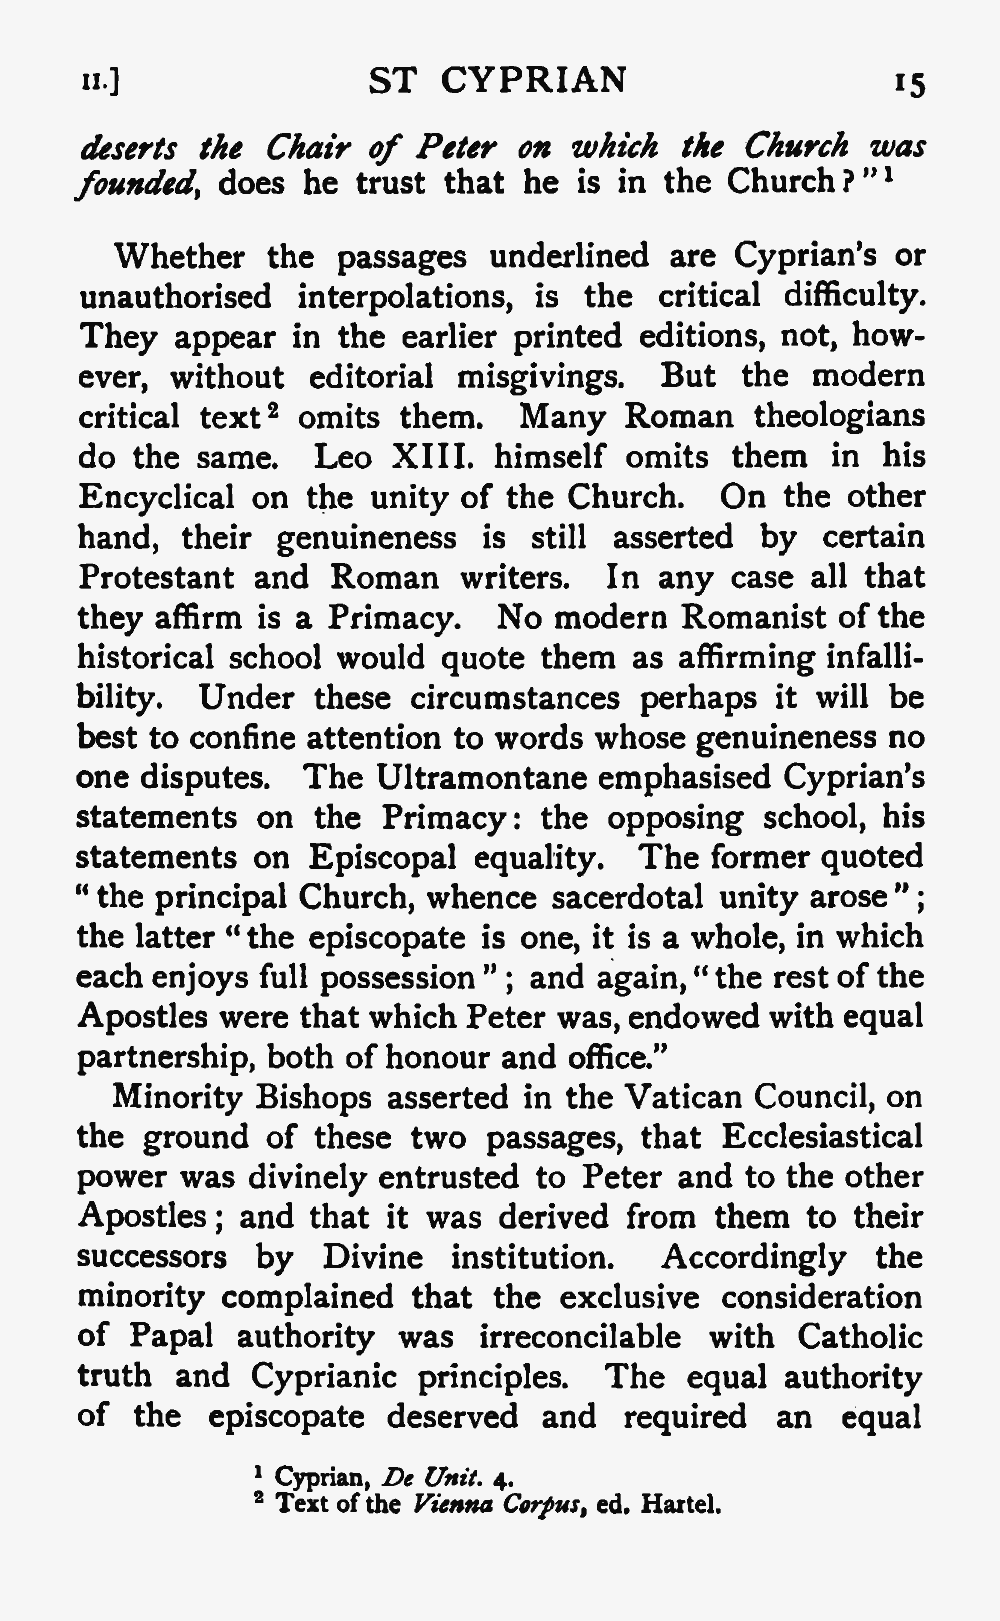 II.] ST CYPRIAN 15
deserts the Chair of Peter on which the Church was
founded, does he trust that he is in the Church?"¹
Whether the passages underlined are Cyprian's or
unauthorised interpolations, is the critical difficulty.
They appear in the earlier printed editions, not, how-
ever, without editorial misgivings. But the modern
critical text² omits them. Many Roman theologians
do the same. Leo XIII. himself omits them in his
Encyclical on the unity of the Church. On the other
hand, their genuineness is still asserted by certain
Protestant and Roman writers. In any case all that
they affirm is a Primacy. No modern Romanist of the
historical school would quote them as affirming infalli-
bility. Under these circumstances perhaps it will be
best to confine attention to words whose genuineness no
one disputes. The Ultramontane emphasised Cyprian's
statements on the Primacy: the opposing school, his
statements on Episcopal equality. The former quoted
"the principal Church, whence sacerdotal unity arose";
the latter "the episcopate is one, it is a whole, in which
each enjoys full possession"; and again, "the rest of the
Apostles were that which Peter was, endowed with equal
partnership, both of honour and office."
Minority Bishops asserted in the Vatican Council, on
the ground of these two passages, that Ecclesiastical
power was divinely entrusted to Peter and to the other
Apostles; and that it was derived from them to their
successors by Divine institution. Accordingly the
minority complained that the exclusive consideration
of Papal authority was irreconcilable with Catholic
truth and Cyprianic principles. The equal authority
of the episcopate deserved and required an equal
¹ Cyprian, De Unit. 4.
² Text of the Vienna Corpus, ed. Hartel.